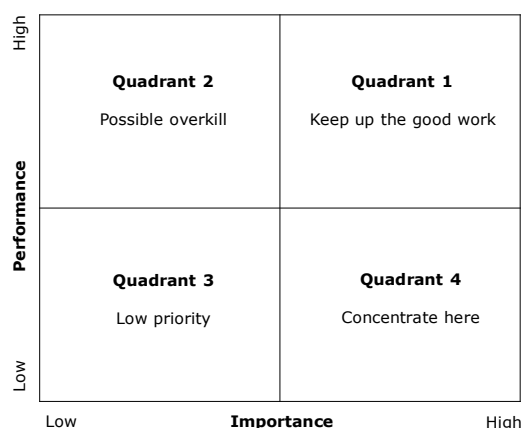 High
Quadrant 2
Possible overkill
Quadrant 1
Keep up the good work
Performance
Quadrant 3
Low priority
Quadrant 4
Concentrate here
Low
Low
Importance
High